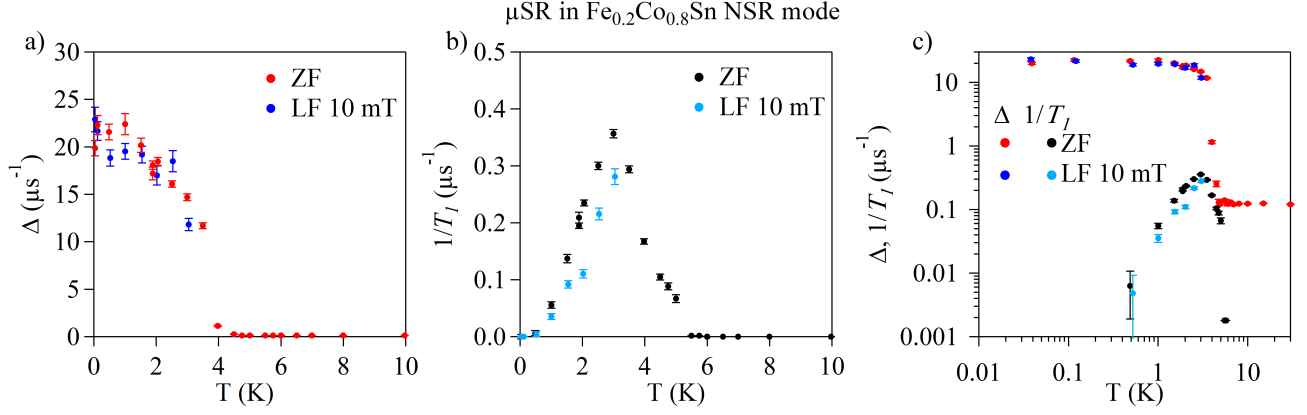 μSR in Fe0.2Co0.8Sn NSR mode
a)
30
25
20
15
10
5
0
Δ (μs-1)
ZF
LF 10 mT
0 2 4 6 8 10
T (K)
b)
0.5
0.4
0.3
0.2
0.1
0.0
1/T1 (μs-1)
ZF
LF 10 mT
0 2 4 6 8 10
T (K)
c)
10
1
0.1
0.01
0.001
Δ, 1/T1 (μs-1)
Δ 1/T1
ZF
LF 10 mT
0.01 0.1 1 10
T (K)